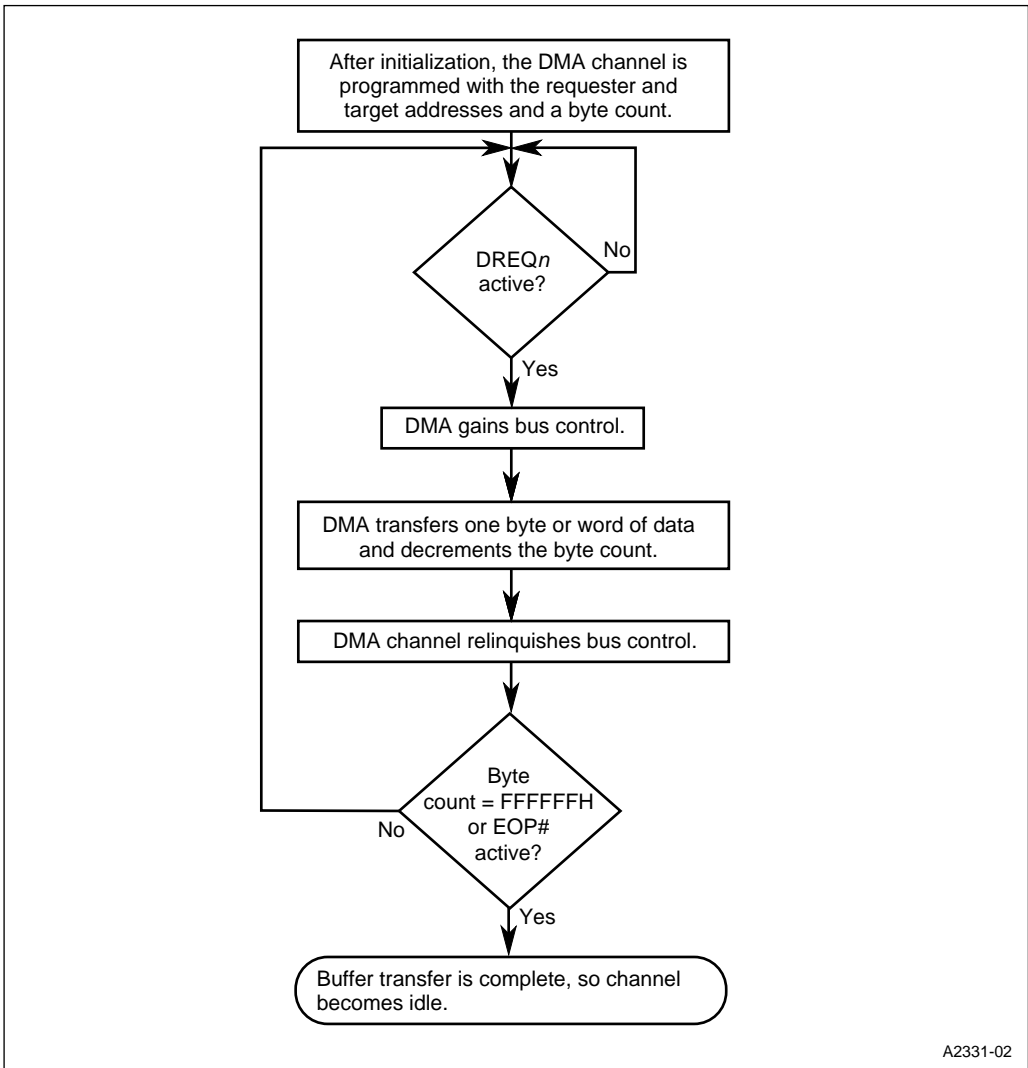 After initialization, the DMA channel is
programmed with the requester and
target addresses and a byte count.
DREQn
active?
No
Yes
DMA gains bus control.
DMA transfers one byte or word of data
and decrements the byte count.
DMA channel relinquishes bus control.
Byte
count = FFFFFFH
or EOP#
active?
No
Yes
Buffer transfer is complete, so channel
becomes idle.
A2331-02